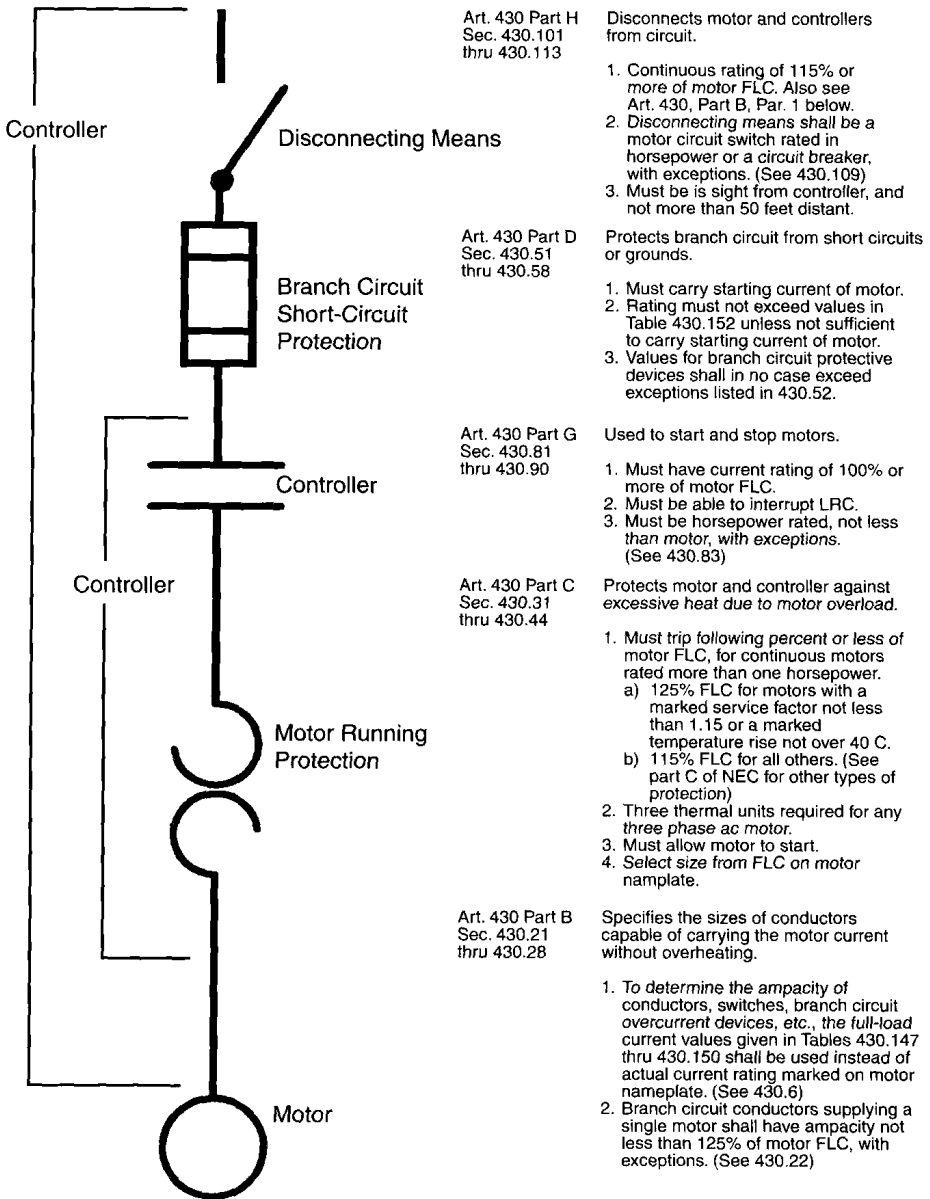 Controller
Disconnecting Means
Branch Circuit
Short-Circuit
Protection
Controller
Controller
Motor Running
Protection
Motor
Art. 430 Part H
Sec. 430.101
thru 430.113
Disconnects motor and controllers
from circuit.
1. Continuous rating of 115% or
more of motor FLC. Also see
Art. 430, Part B, Par. 1 below.
2. Disconnecting means shall be a
motor circuit switch rated in
horsepower or a circuit breaker,
with exceptions. (See 430.109)
3. Must be is sight from controller, and
not more than 50 feet distant.
Art. 430 Part D
Sec. 430.51
thru 430.58
Protects branch circuit from short circuits
or grounds.
1. Must carry starting current of motor.
2. Rating must not exceed values in
Table 430.152 unless not sufficient
to carry starting current of motor.
3. Values for branch circuit protective
devices shall in no case exceed
exceptions listed in 430.52.
Art. 430 Part G
Sec. 430.81
thru 430.90
Used to start and stop motors.
1. Must have current rating of 100% or
more of motor FLC.
2. Must be able to interrupt LRC.
3. Must be horsepower rated, not less
than motor, with exceptions.
(See 430.83)
Art. 430 Part C
Sec. 430.31
thru 430.44
Protects motor and controller against
excessive heat due to motor overload.
1. Must trip following percent or less of
motor FLC, for continuous motors
rated more than one horsepower.
a) 125% FLC for motors with a
marked service factor not less
than 1.15 or a marked
temperature rise not over 40 C.
b) 115% FLC for all others. (See
part C of NEC for other types of
protection)
2. Three thermal units required for any
three phase ac motor.
3. Must allow motor to start.
4. Select size from FLC on motor
namplate.
Art. 430 Part B
Sec. 430.21
thru 430.28
Specifies the sizes of conductors
capable of carrying the motor current
without overheating.
1. To determine the ampacity of
conductors, switches, branch circuit
overcurrent devices, etc., the full-load
current values given in Tables 430.147
thru 430.150 shall be used instead of
actual current rating marked on motor
nameplate. (See 430.6)
2. Branch circuit conductors supplying a
single motor shall have ampacity not
less than 125% of motor FLC, with
exceptions. (See 430.22)